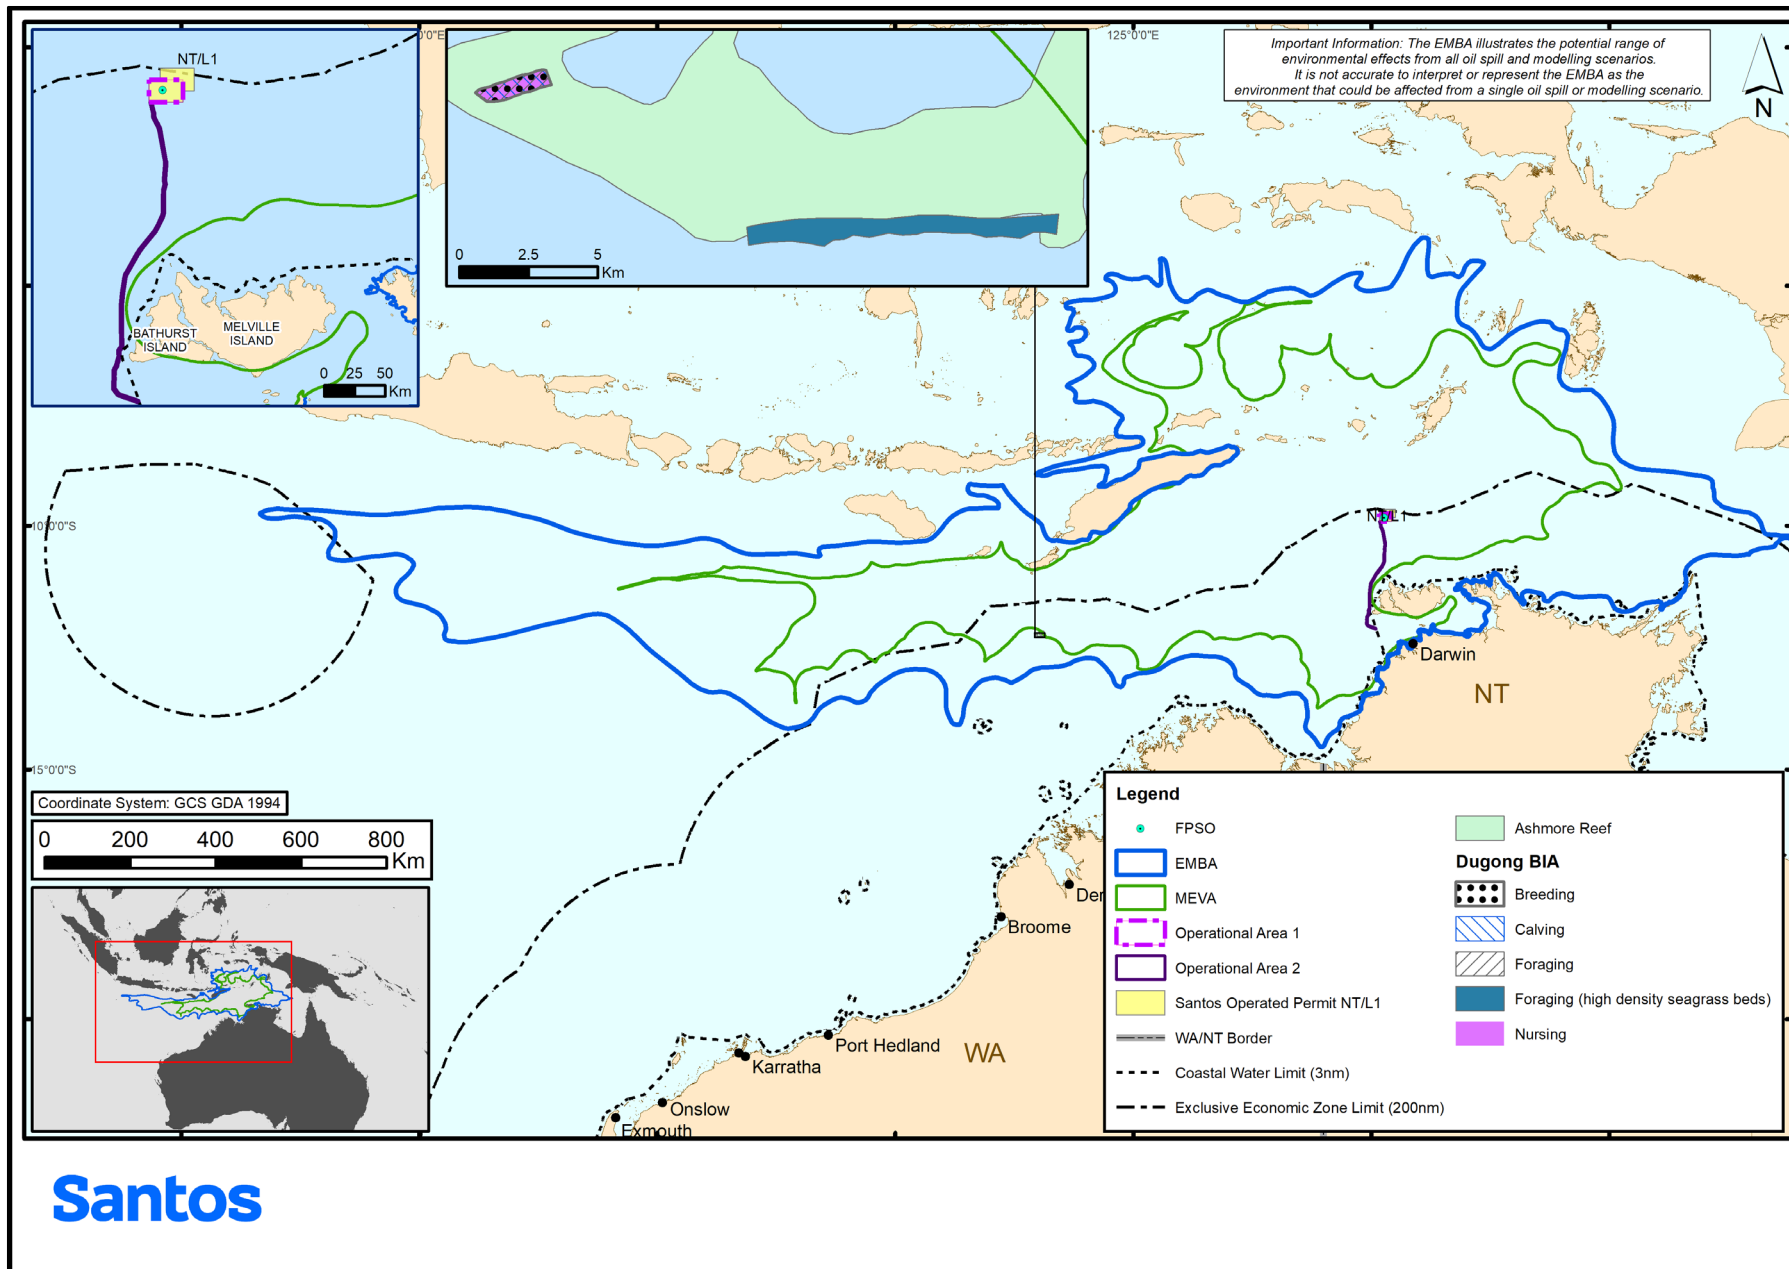 NT/L1
BATHURST
ISLAND
MELVILLE
ISLAND
0 25 50
Km
0'0"E
0 2.5 5
Km
125°0'0"E
Important Information: The EMBA illustrates the potential range of
environmental effects from all oil spill and modelling scenarios.
It is not accurate to interpret or represent the EMBA as the
environment that could be affected from a single oil spill or modelling scenario.
N
10°0'0"S
NT/L1
Darwin
NT
15°0'0"S
Coordinate System: GCS GDA 1994
0 200 400 600 800
Km
Der
Broome
Port Hedland
WA
Karratha
Onslow
Exmouth
Legend
FPSO
EMBA
MEVA
Operational Area 1
Operational Area 2
Santos Operated Permit NT/L1
WA/NT Border
Coastal Water Limit (3nm)
Exclusive Economic Zone Limit (200nm)
Ashmore Reef
Dugong BIA
Breeding
Calving
Foraging
Foraging (high density seagrass beds)
Nursing
Santos